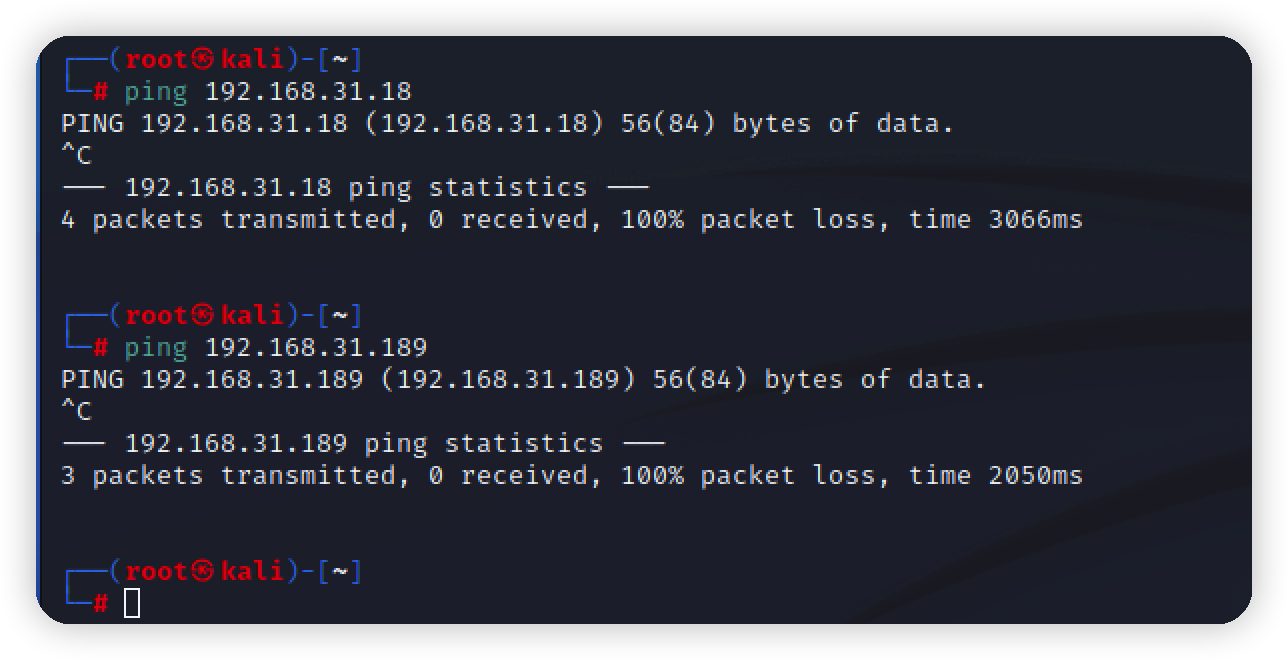 ┌──(root㉿kali)-[~]
└─# ping 192.168.31.18
PING 192.168.31.18 (192.168.31.18) 56(84) bytes of data.
^C
--- 192.168.31.18 ping statistics ---
4 packets transmitted, 0 received, 100% packet loss, time 3066ms
┌──(root㉿kali)-[~]
└─# ping 192.168.31.189
PING 192.168.31.189 (192.168.31.189) 56(84) bytes of data.
^C
--- 192.168.31.189 ping statistics ---
3 packets transmitted, 0 received, 100% packet loss, time 2050ms
┌──(root㉿kali)-[~]
└─#